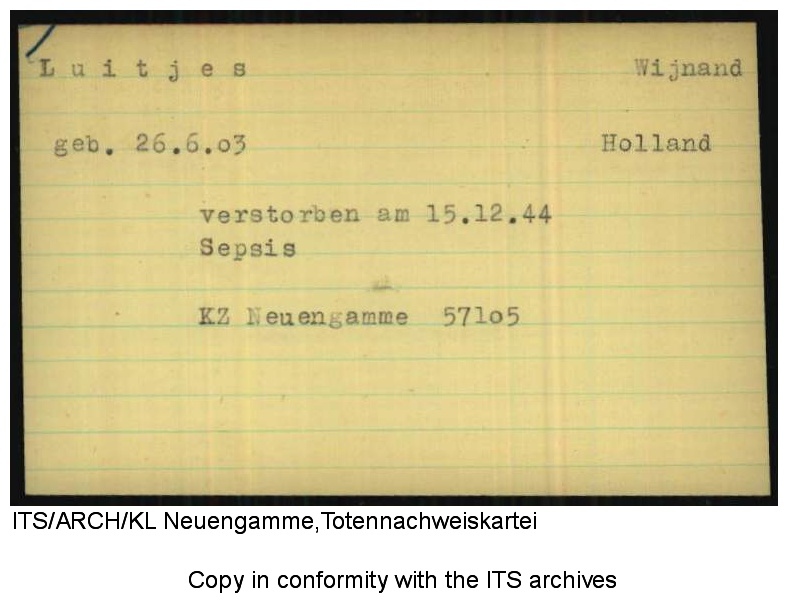 L u i t j e s Wijnand
geb. 26.6.o3 Holland
verstorben am 15.12.44
Sepsis
KZ Neuengamme 571o5
ITS/ARCH/KL Neuengamme,Totennachweiskartei
Copy in conformity with the ITS archives